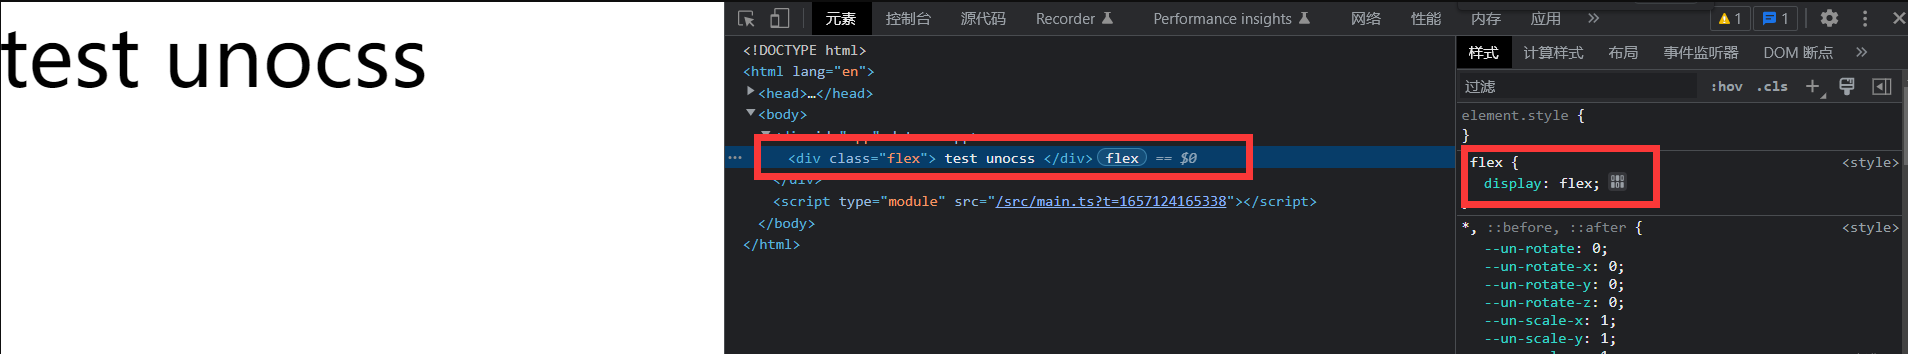 test unocss
元素 控制台 源代码 Recorder Performance insights 网络 性能 内存 应用 » 1 1
<!DOCTYPE html>
<html lang="en">
<head>…</head>
<body>
<div class="flex"> test unocss </div> flex == $0
</div>
<script type="module" src="/src/main.ts?t=1657124165338"></script>
</body>
</html>
样式 计算样式 布局 事件监听器 DOM 断点 »
过滤 :hov .cls +
element.style {
}
flex { <style>
display: flex;
*, ::before, ::after { <style>
--un-rotate: 0;
--un-rotate-x: 0;
--un-rotate-y: 0;
--un-rotate-z: 0;
--un-scale-x: 1;
--un-scale-y: 1;